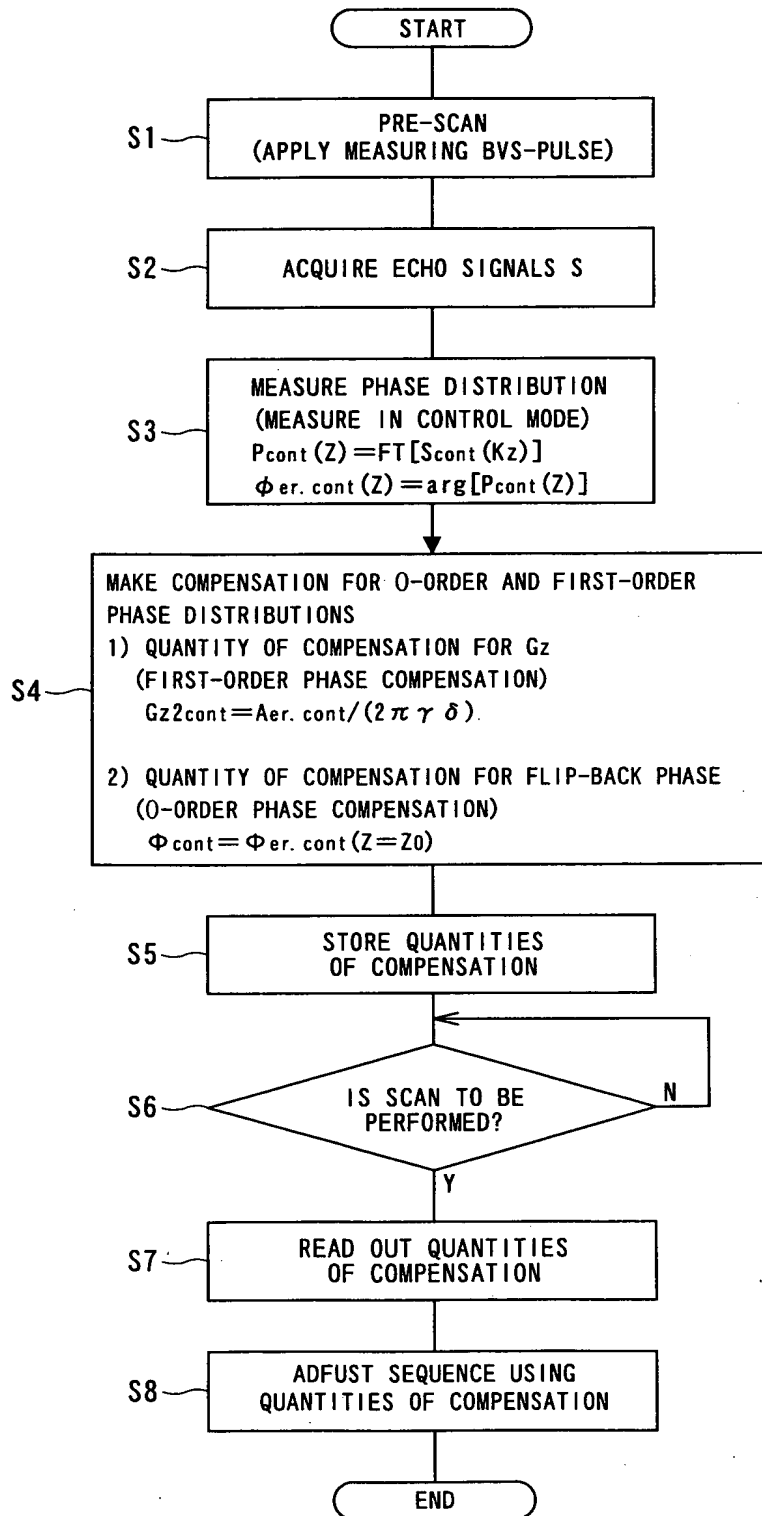 START
S1
PRE-SCAN
(APPLY MEASURING BVS-PULSE)
S2
ACQUIRE ECHO SIGNALS S
S3
MEASURE PHASE DISTRIBUTION
(MEASURE IN CONTROL MODE)
Pcont(Z)=FT[Scont(Kz)]
Φer.cont(Z)=arg[Pcont(Z)]
S4
MAKE COMPENSATION FOR 0-ORDER AND FIRST-ORDER
PHASE DISTRIBUTIONS
1) QUANTITY OF COMPENSATION FOR Gz
(FIRST-ORDER PHASE COMPENSATION)
Gz2cont=Aer.cont/(2πγδ).
2) QUANTITY OF COMPENSATION FOR FLIP-BACK PHASE
(0-ORDER PHASE COMPENSATION)
Φcont=Φer.cont(Z=Z0)
S5
STORE QUANTITIES
OF COMPENSATION
S6
IS SCAN TO BE
PERFORMED?
N
Y
S7
READ OUT QUANTITIES
OF COMPENSATION
S8
ADFUST SEQUENCE USING
QUANTITIES OF COMPENSATION
END